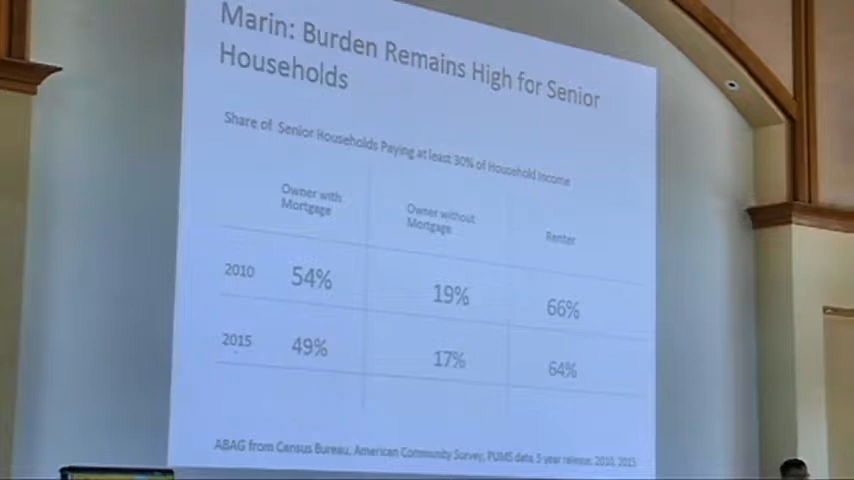 Marin: Burden Remains High for Senior
Households
Share of Senior Households Paying at least 30% of Household Income
Owner with
Mortgage
Owner without
Mortgage
Renter
2010 54% 19% 66%
2015 49% 17% 64%
ABAG from Census Bureau, American Community Survey, PUMS data, 5 year release, 2010, 2015